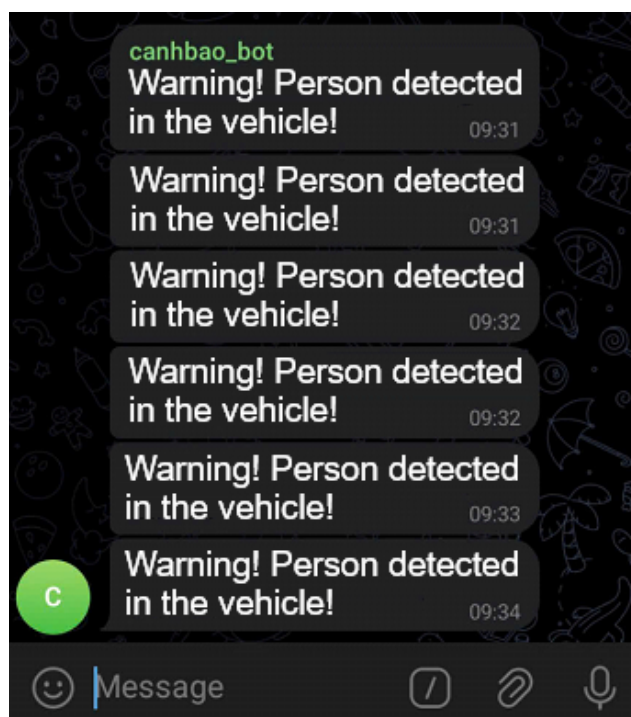 canhbao_bot
Warning! Person detected
in the vehicle!
09:31
Warning! Person detected
in the vehicle!
09:31
Warning! Person detected
in the vehicle!
09:32
Warning! Person detected
in the vehicle!
09:32
Warning! Person detected
in the vehicle!
09:33
Warning! Person detected
in the vehicle!
09:34
C
Message